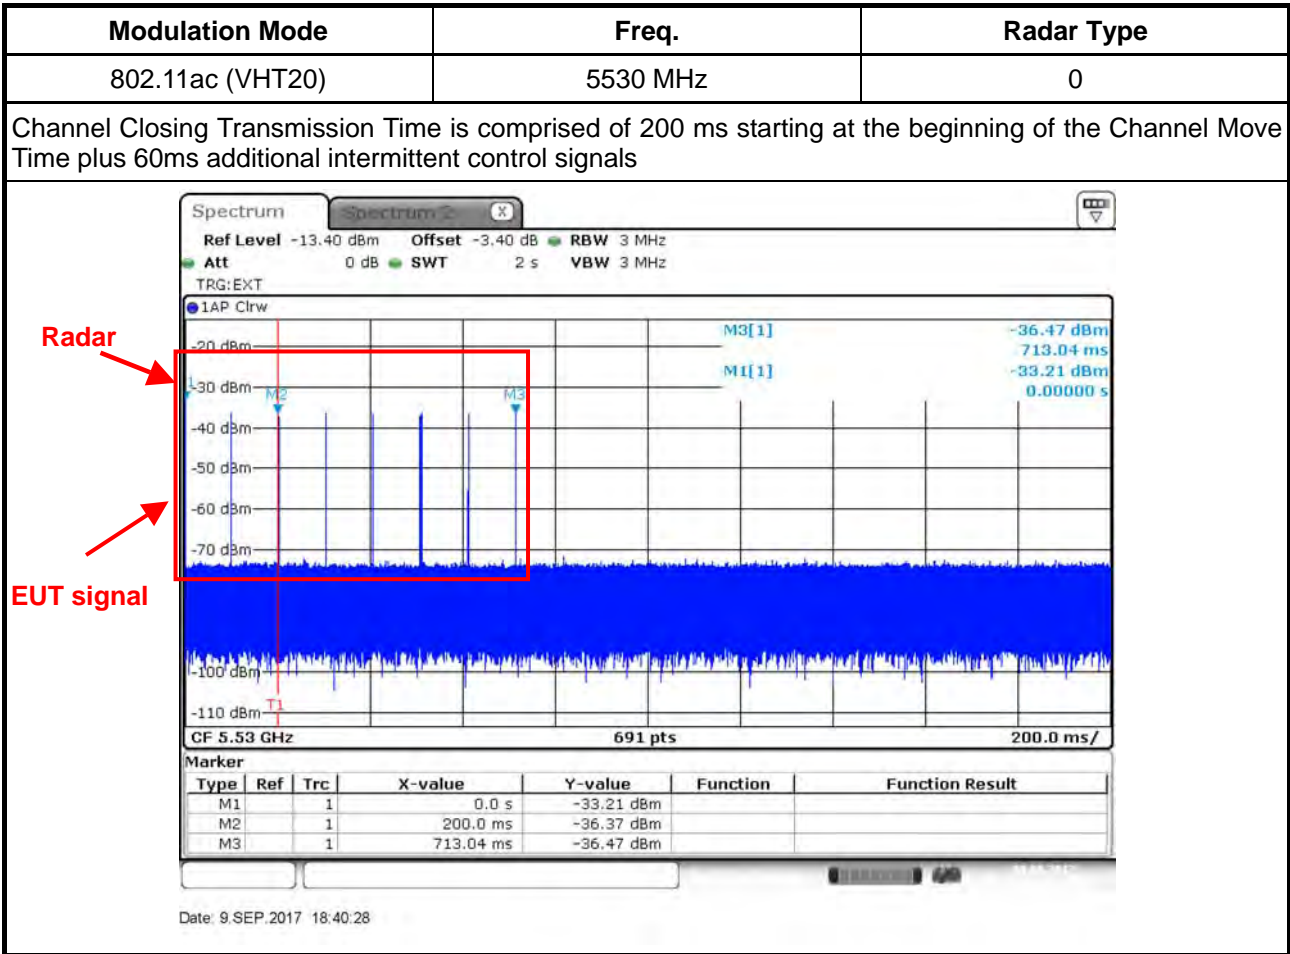 Modulation Mode Freq. Radar Type
802.11ac (VHT20) 5530 MHz 0
Channel Closing Transmission Time is comprised of 200 ms starting at the beginning of the Channel Move
Time plus 60ms additional intermittent control signals
Spectrum Spectrum 2 X
Ref Level -13.40 dBm Offset -3.40 dB RBW 3 MHz
Att 0 dB SWT 2 s VBW 3 MHz
TRG:EXT
1AP Clrw
M3[1] -36.47 dBm
713.04 ms
M1[1] -33.21 dBm
0.00000 s
Radar
EUT signal
-20 dBm
-30 dBm
M2 M3
-40 dBm
-50 dBm
-60 dBm
-70 dBm
-100 dBm
T1
-110 dBm
CF 5.53 GHz 691 pts 200.0 ms/
Marker
Type Ref Trc X-value Y-value Function Function Result
M1 1 0.0 s -33.21 dBm
M2 1 200.0 ms -36.37 dBm
M3 1 713.04 ms -36.47 dBm
Date: 9.SEP.2017 18:40:28